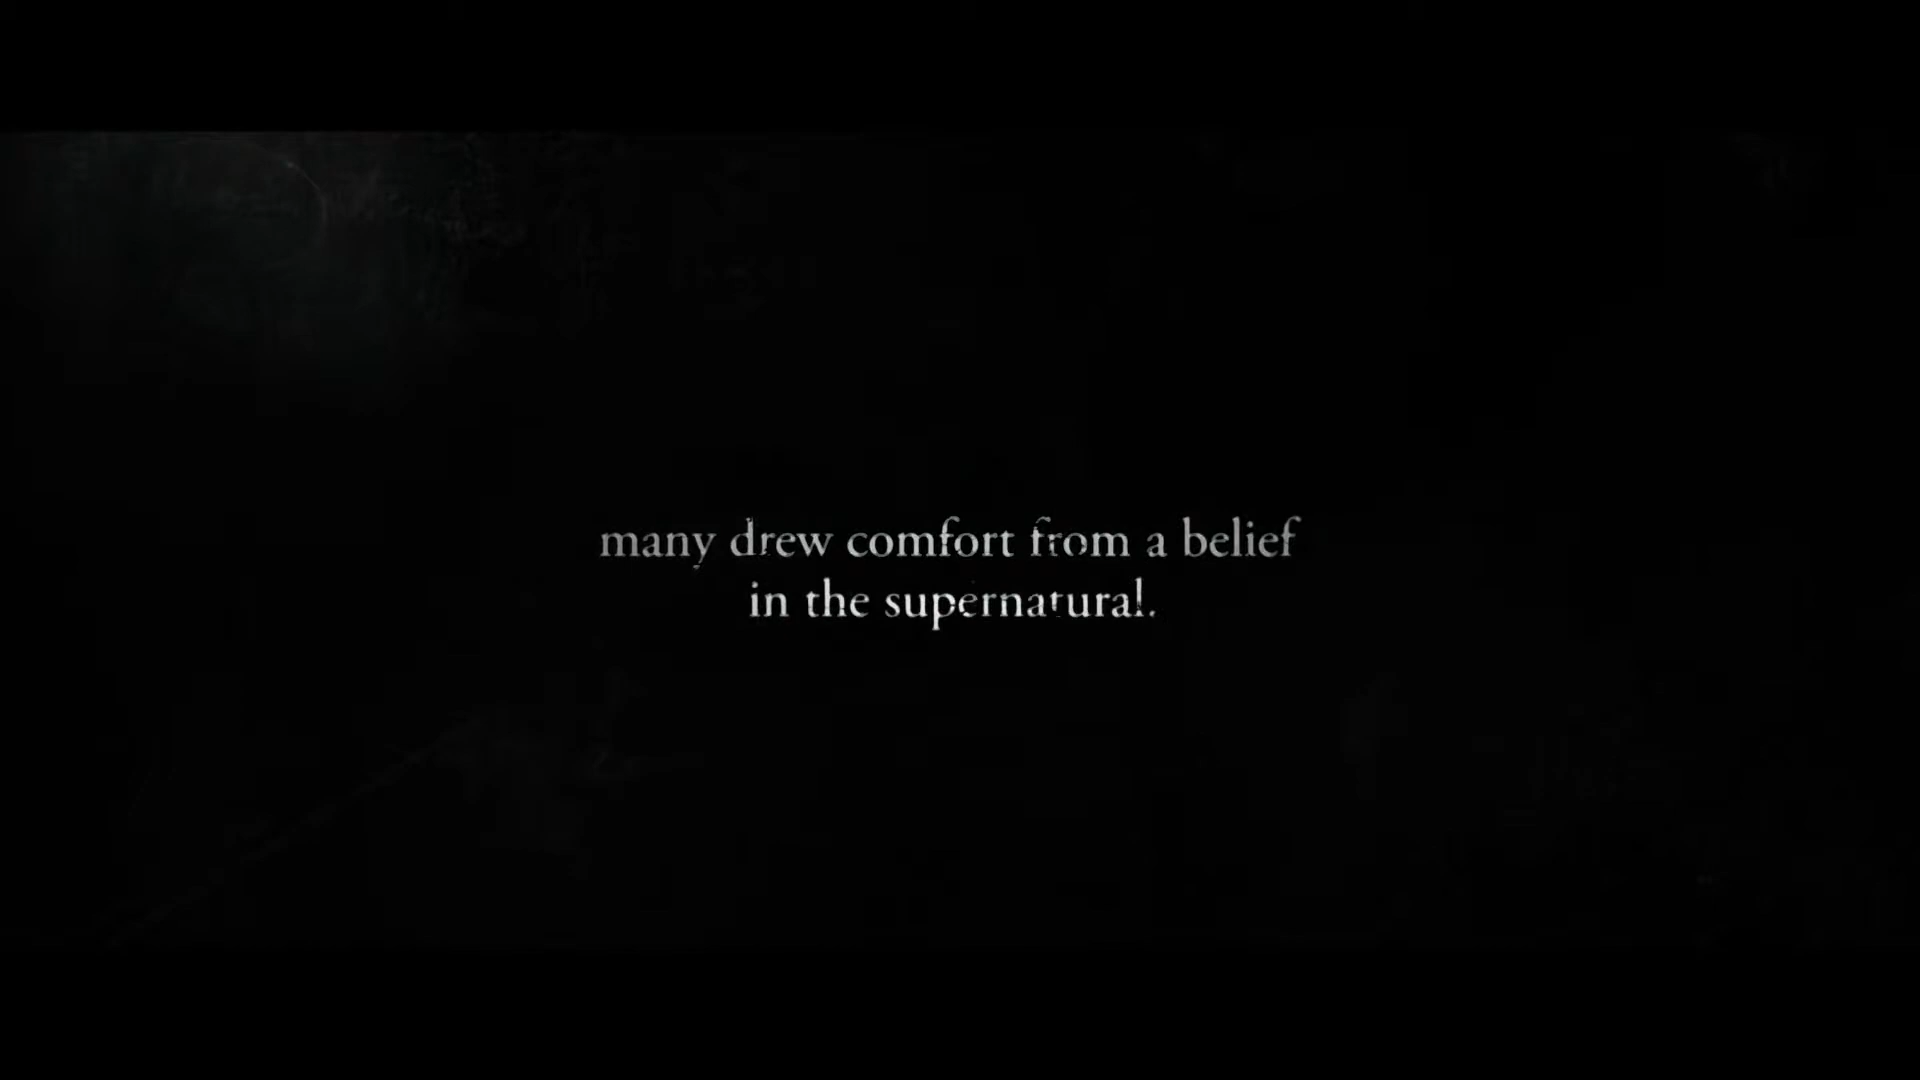 many drew comfort from a belief
in the supernatural.